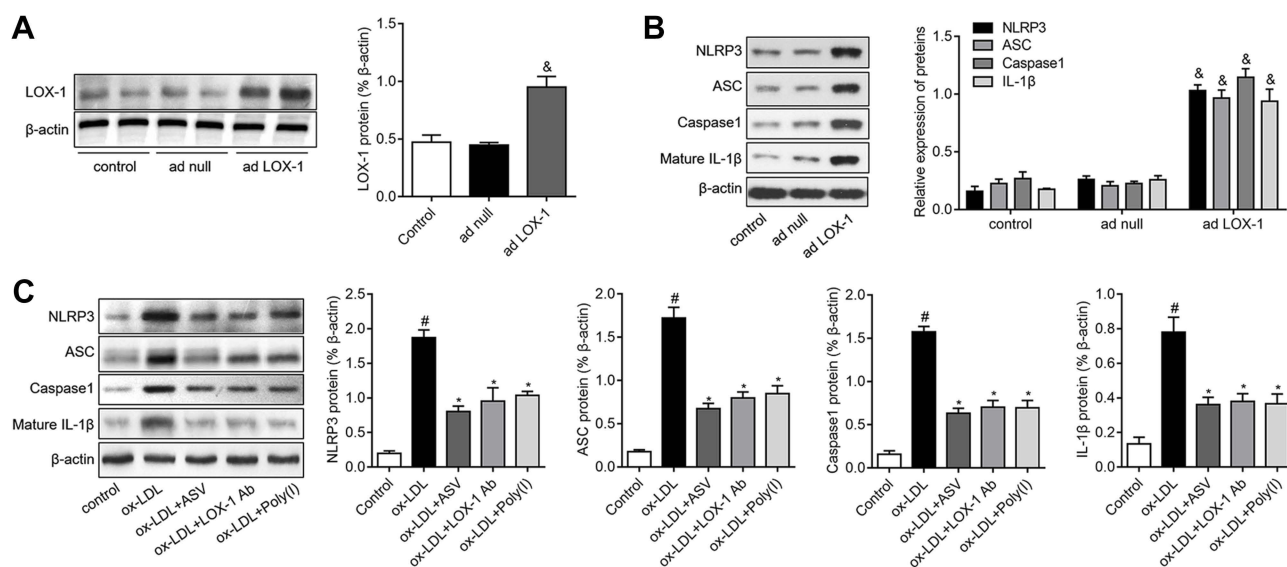 A
LOX-1
β-actin
control ad null ad LOX-1
LOX-1 protein (% β-actin)
1.5
1.0
0.5
0.0
&
Control
ad null
ad LOX-1
B
NLRP3
ASC
Caspase1
Mature IL-1β
β-actin
control
ad null
ad LOX-1
Relative expression of preteins
1.5
1.0
0.5
0.0
NLRP3
ASC
Caspase1
IL-1β
& & & &
control ad null ad LOX-1
C
NLRP3
ASC
Caspase1
Mature IL-1β
β-actin
Control
ox-LDL
ox-LDL+ASV
ox-LDL+LOX-1 Ab
ox-LDL+Poly(I)
NLRP3 protein (% β-actin)
2.5
2.0
1.5
1.0
0.5
0.0
#
* * *
Control
ox-LDL
ox-LDL+ASV
ox-LDL+LOX-1 Ab
ox-LDL+Poly(I)
ASC protein (% β-actin)
2.0
1.5
1.0
0.5
0.0
#
* * *
Control
ox-LDL
ox-LDL+ASV
ox-LDL+LOX-1 Ab
ox-LDL+Poly(I)
Caspase1 protein (% β-actin)
2.0
1.5
1.0
0.5
0.0
#
* * *
Control
ox-LDL
ox-LDL+ASV
ox-LDL+LOX-1 Ab
ox-LDL+Poly(I)
IL-1β protein (% β-actin)
1.0
0.8
0.6
0.4
0.2
0.0
#
* * *
Control
ox-LDL
ox-LDL+ASV
ox-LDL+LOX-1 Ab
ox-LDL+Poly(I)